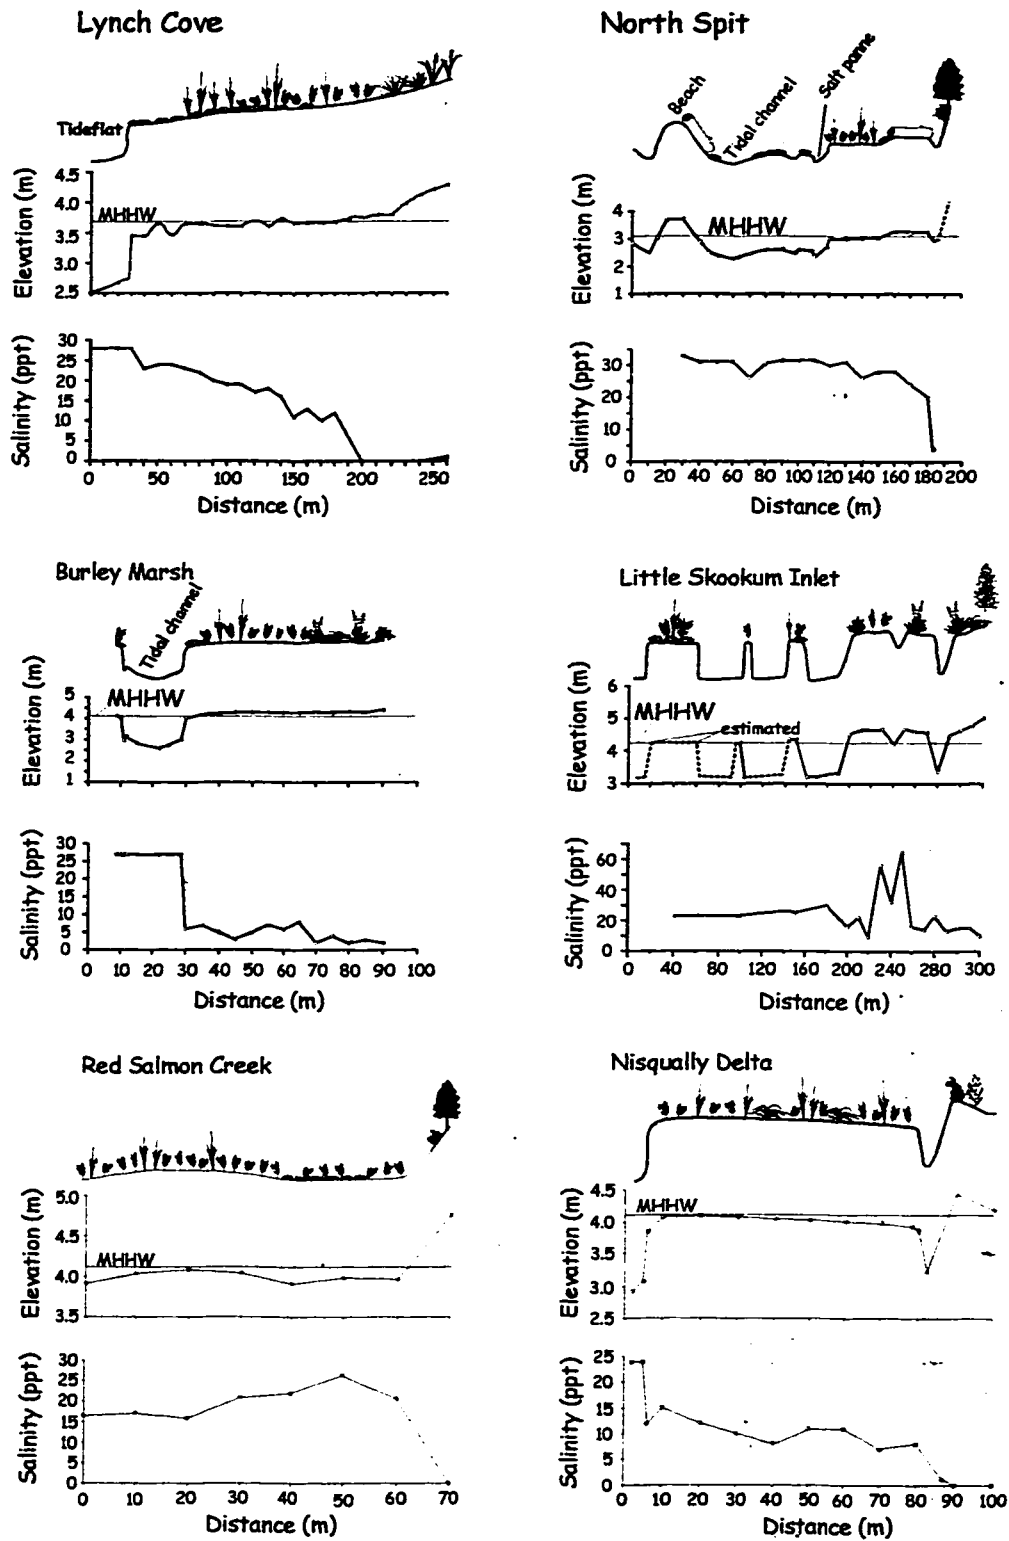 Lynch Cove
Tideflat
Elevation (m)
4.5
4.0
3.5
3.0
2.5
MHHW
Salinity (ppt)
30
25
20
15
10
5
0
0 50 100 150 200 250
Distance (m)
North Spit
Beach
Tidal channel
Salt panne
Elevation (m)
4
3
2
1
MHHW
Salinity (ppt)
30
20
10
0
0 20 40 60 80 100 120 140 160 180 200
Distance (m)
Burley Marsh
Tidal channel
Elevation (m)
5
4
3
2
1
MHHW
Salinity (ppt)
30
25
20
15
10
5
0
0 10 20 30 40 50 60 70 80 90 100
Distance (m)
Little Skookum Inlet
Elevation (m)
6
5
4
3
MHHW
estimated
Salinity (ppt)
60
40
20
0
0 40 80 120 160 200 240 280 300
Distance (m)
Red Salmon Creek
Elevation (m)
5.0
4.5
4.0
3.5
MHHW
Salinity (ppt)
30
25
20
15
10
5
0
0 10 20 30 40 50 60 70
Distance (m)
Nisqually Delta
Elevation (m)
4.5
4.0
3.5
3.0
2.5
MHHW
Salinity (ppt)
25
20
15
10
5
0
0 10 20 30 40 50 60 70 80 90 100
Distance (m)